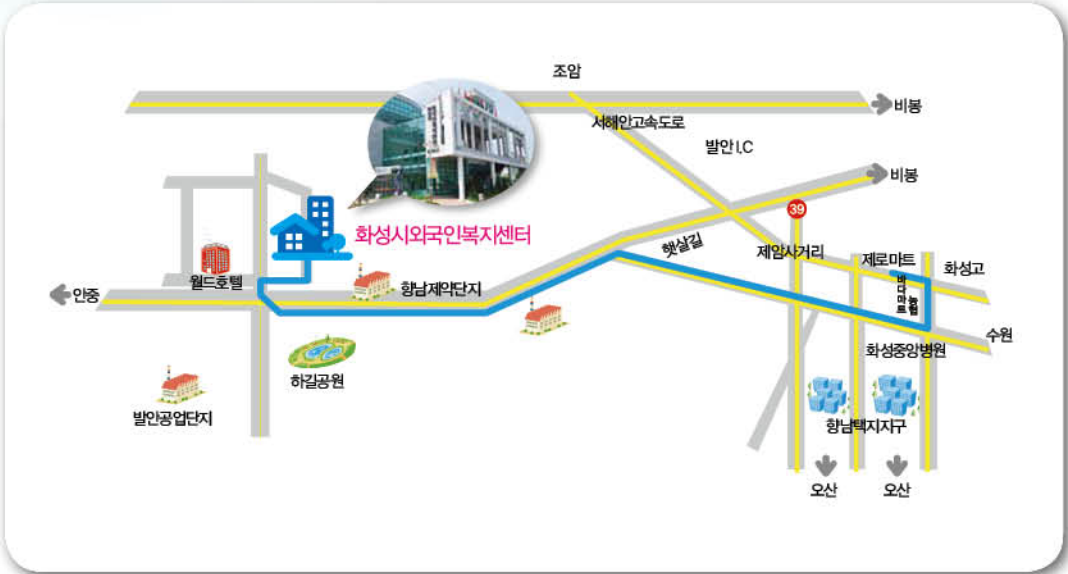 조암
비봉
서해안고속도로
발안 I.C
비봉
39
화성시외국인복지센터
햇살길
제암사거리
제로마트
화성고
월드호텔
향남제약단지
안중
바다마트
농협
수원
화성중앙병원
하길공원
발안공업단지
향남택지지구
오산
오산